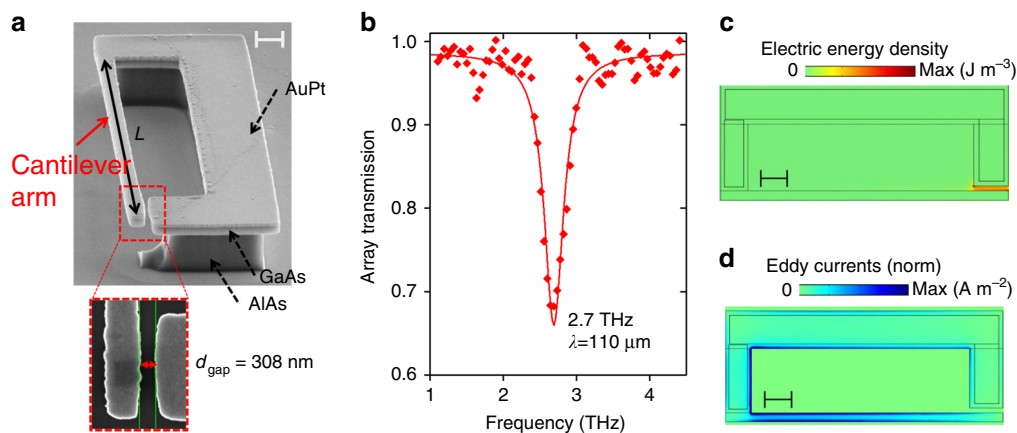 a
AuPt
L
Cantilever
arm
GaAs
AlAs
d gap = 308 nm
b
Array transmission
1.0
0.9
0.8
0.7
0.6
2.7 THz
λ=110 μm
1
2
3
4
Frequency (THz)
c
Electric energy density
0 Max (J m⁻³)
d
Eddy currents (norm)
0 Max (A m⁻²)